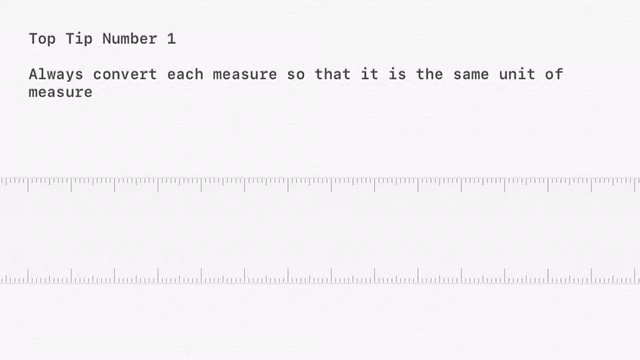 Top Tip Number 1
Always convert each measure so that it is the same unit of
measure